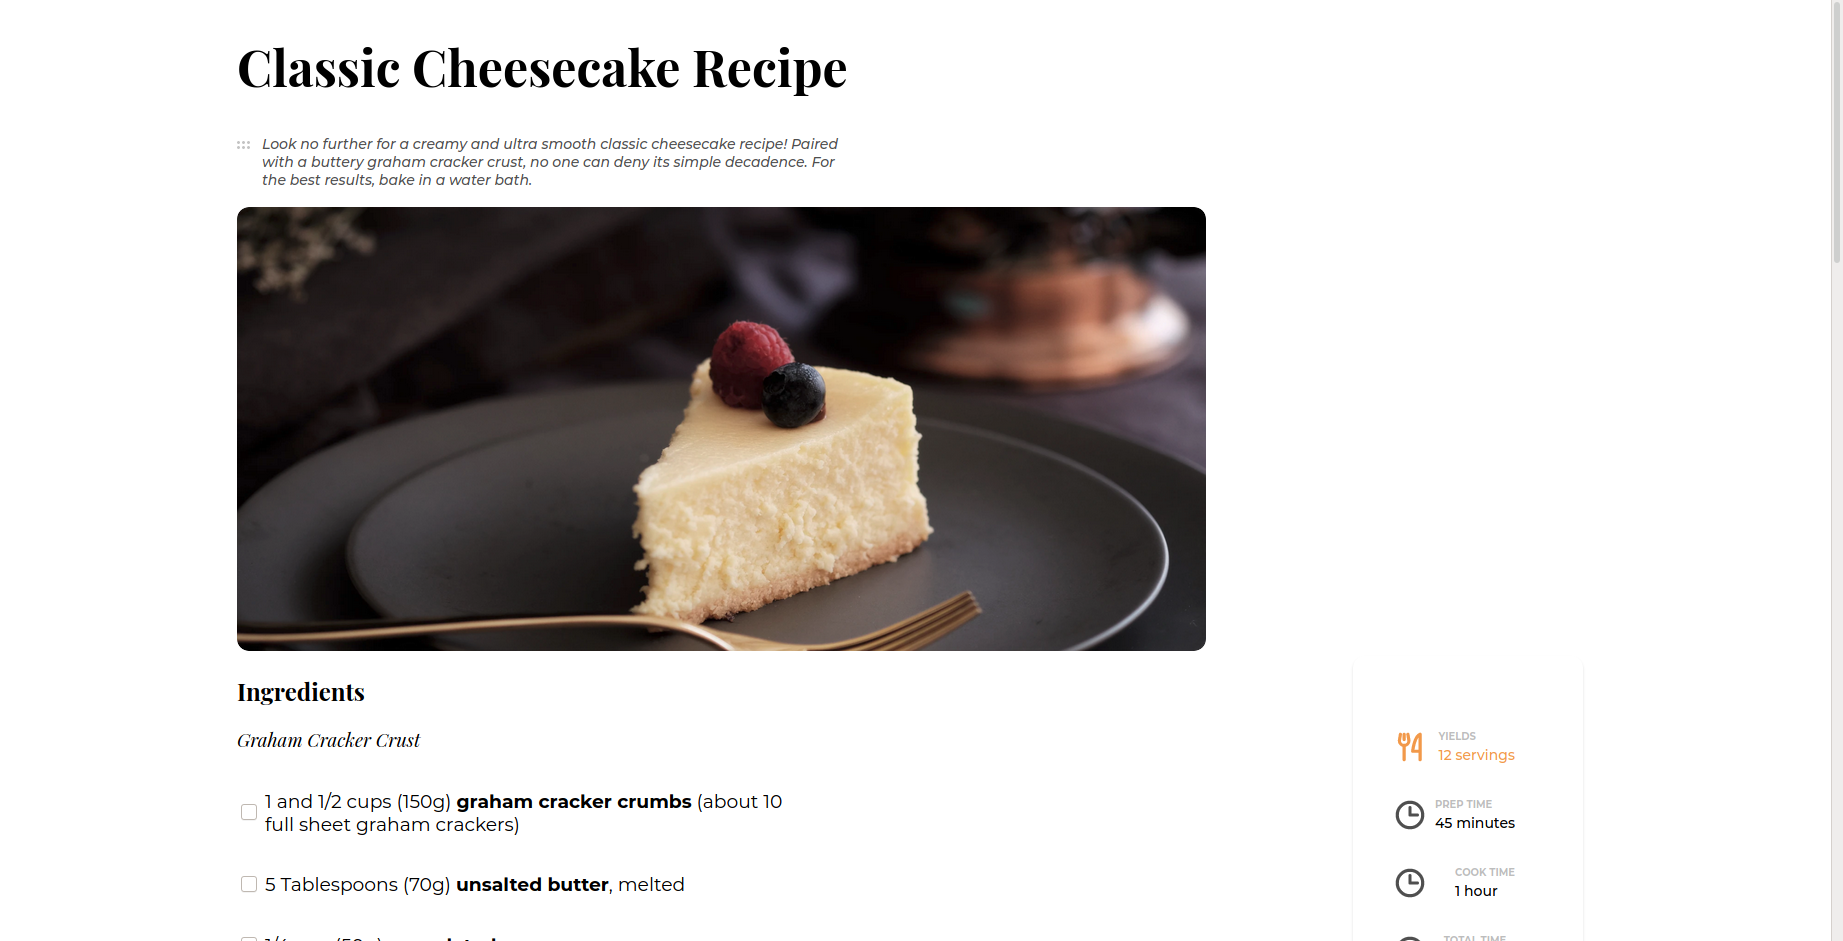 Classic Cheesecake Recipe
Look no further for a creamy and ultra smooth classic cheesecake recipe! Paired
with a buttery graham cracker crust, no one can deny its simple decadence. For
the best results, bake in a water bath.
Ingredients
Graham Cracker Crust
1 and 1/2 cups (150g) graham cracker crumbs (about 10
full sheet graham crackers)
5 Tablespoons (70g) unsalted butter, melted
YIELDS
12 servings
PREP TIME
45 minutes
COOK TIME
1 hour
TOTAL TIME